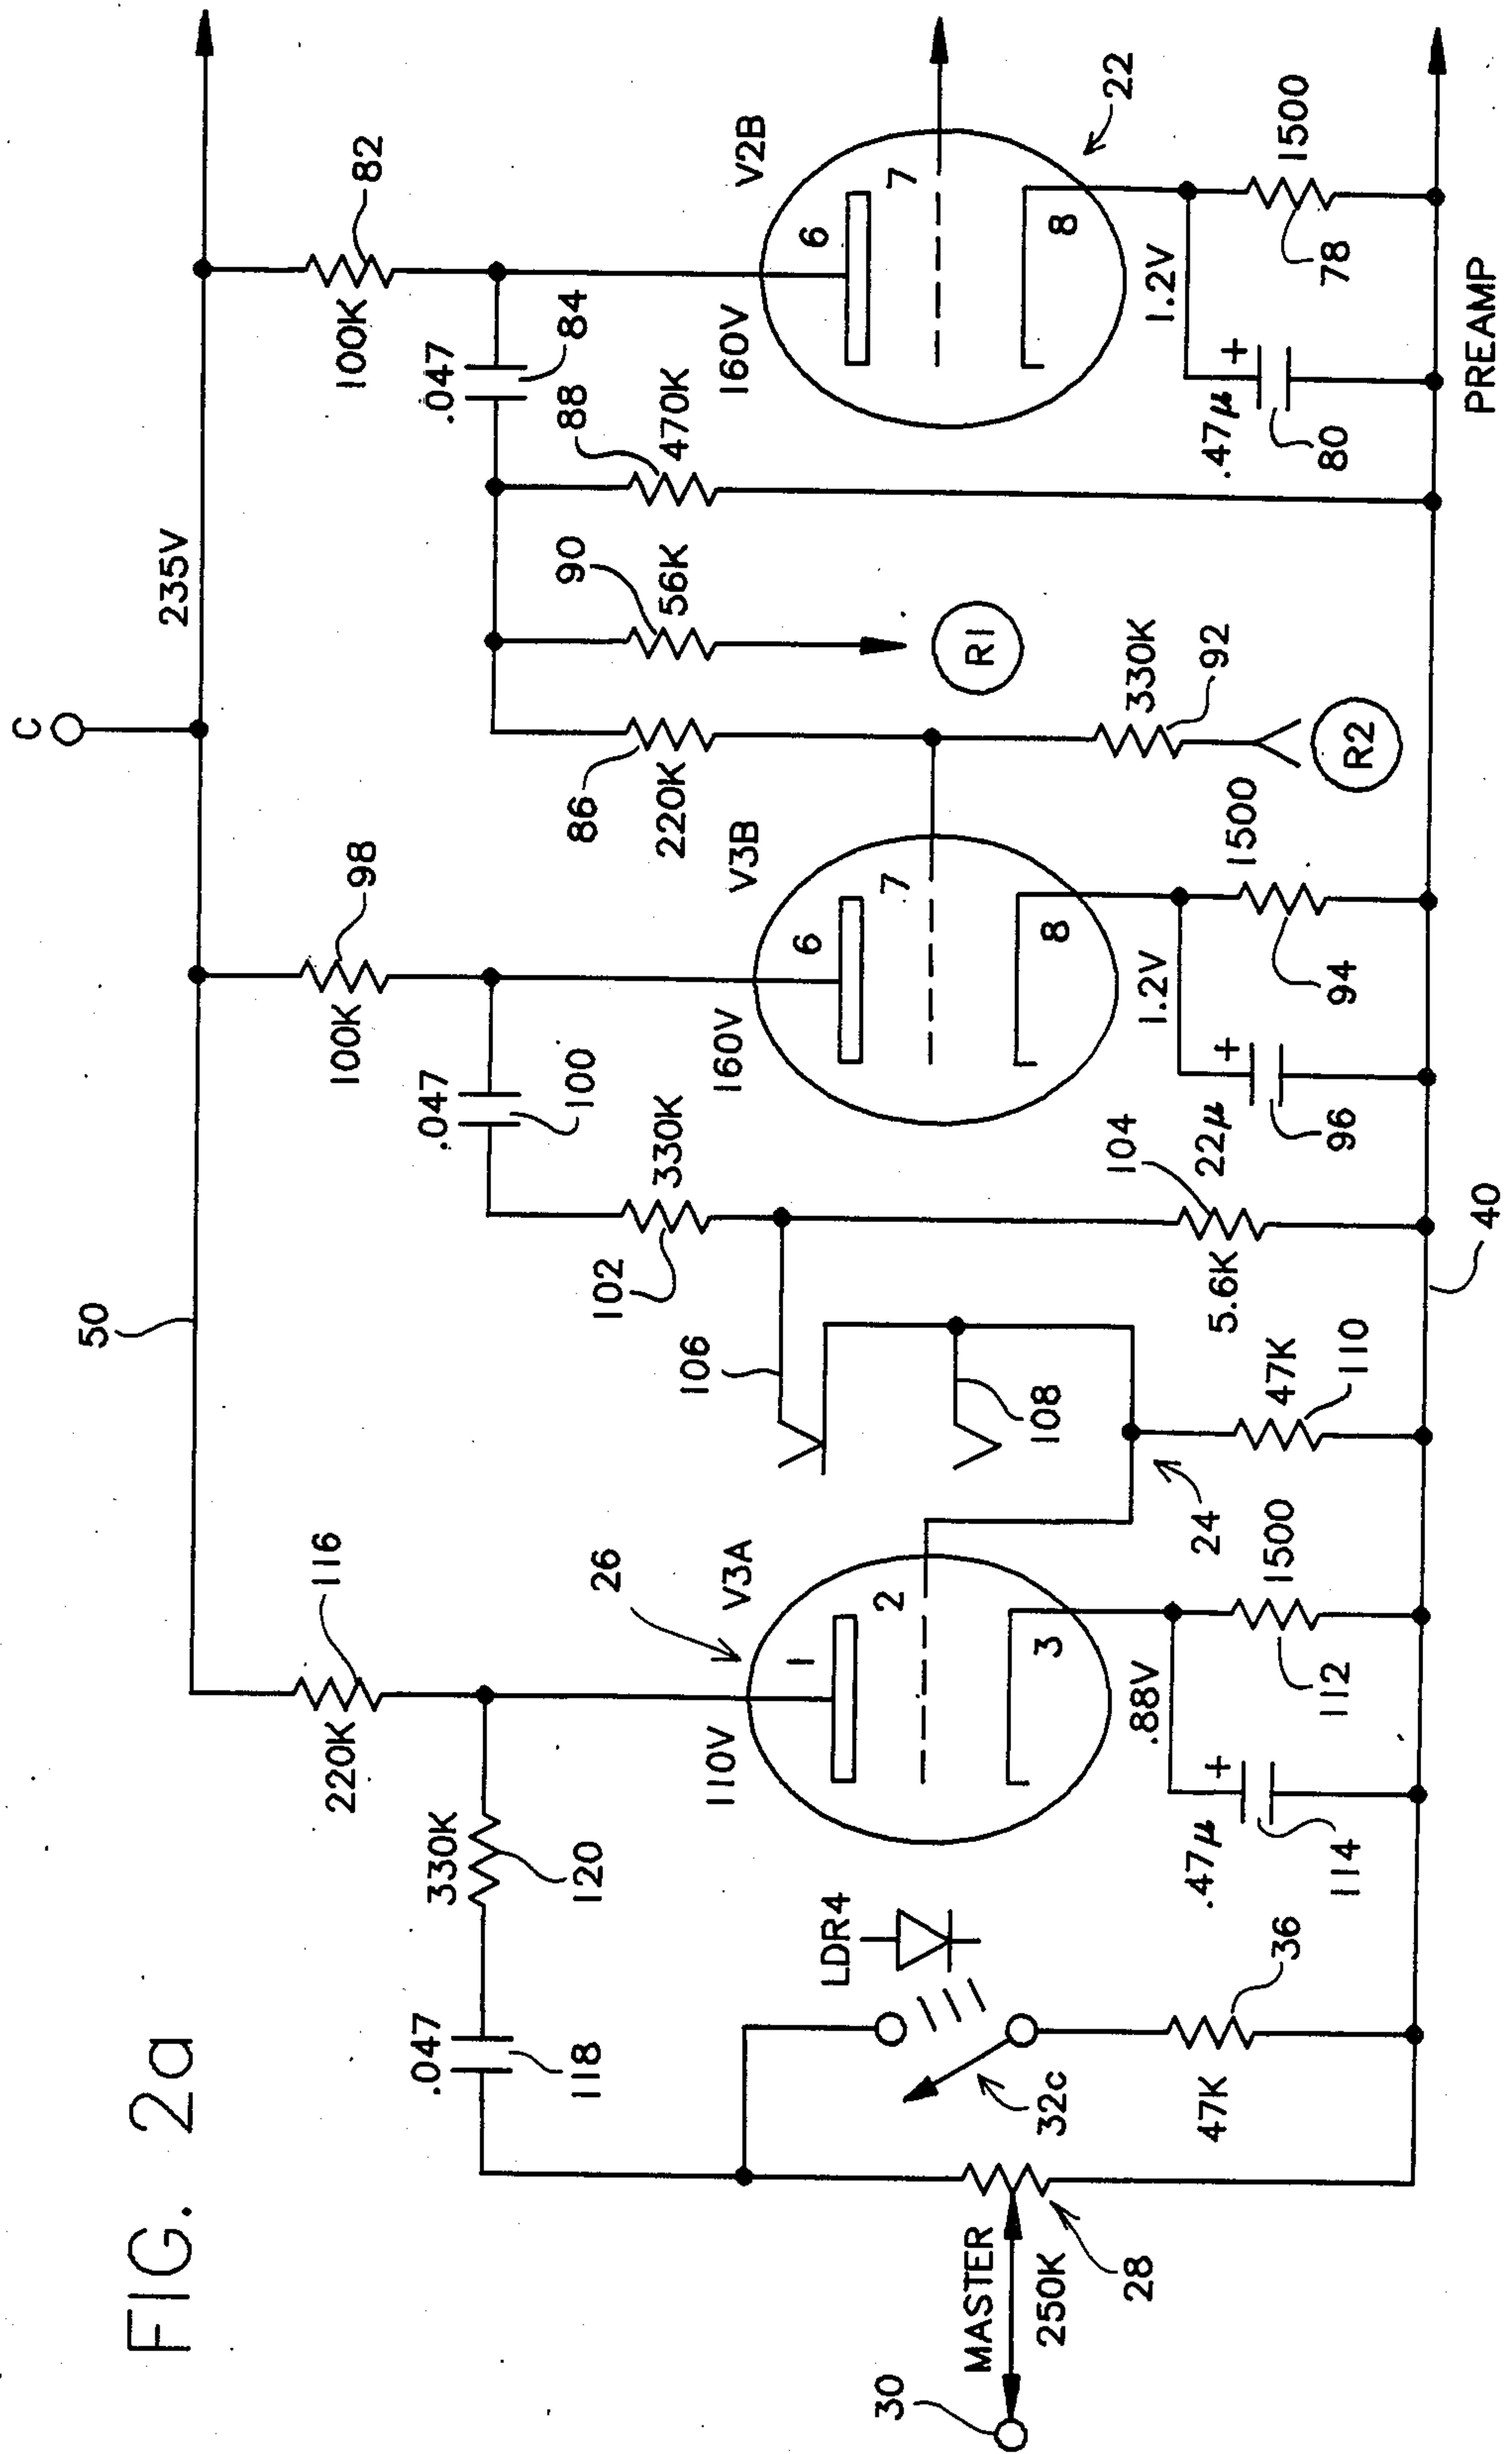 FIG. 2a
C
235V
50
116
220K
98
100K
82
100K
330K
120
.047
118
.047
100
.047
84
88
470K
90
56K
86
220K
330K
102
106
108
LDR4
32c
36
47K
MASTER
250K
28
30
26
V3A
110V
1
2
3
.88V
.47µ
114
1500
112
24
47K
110
5.6K
104
V3B
160V
6
7
8
1.2V
22µ
96
1500
94
330K
92
R1
R2
V2B
160V
6
7
8
22
1.2V
.47µ
80
1500
78
40
PREAMP